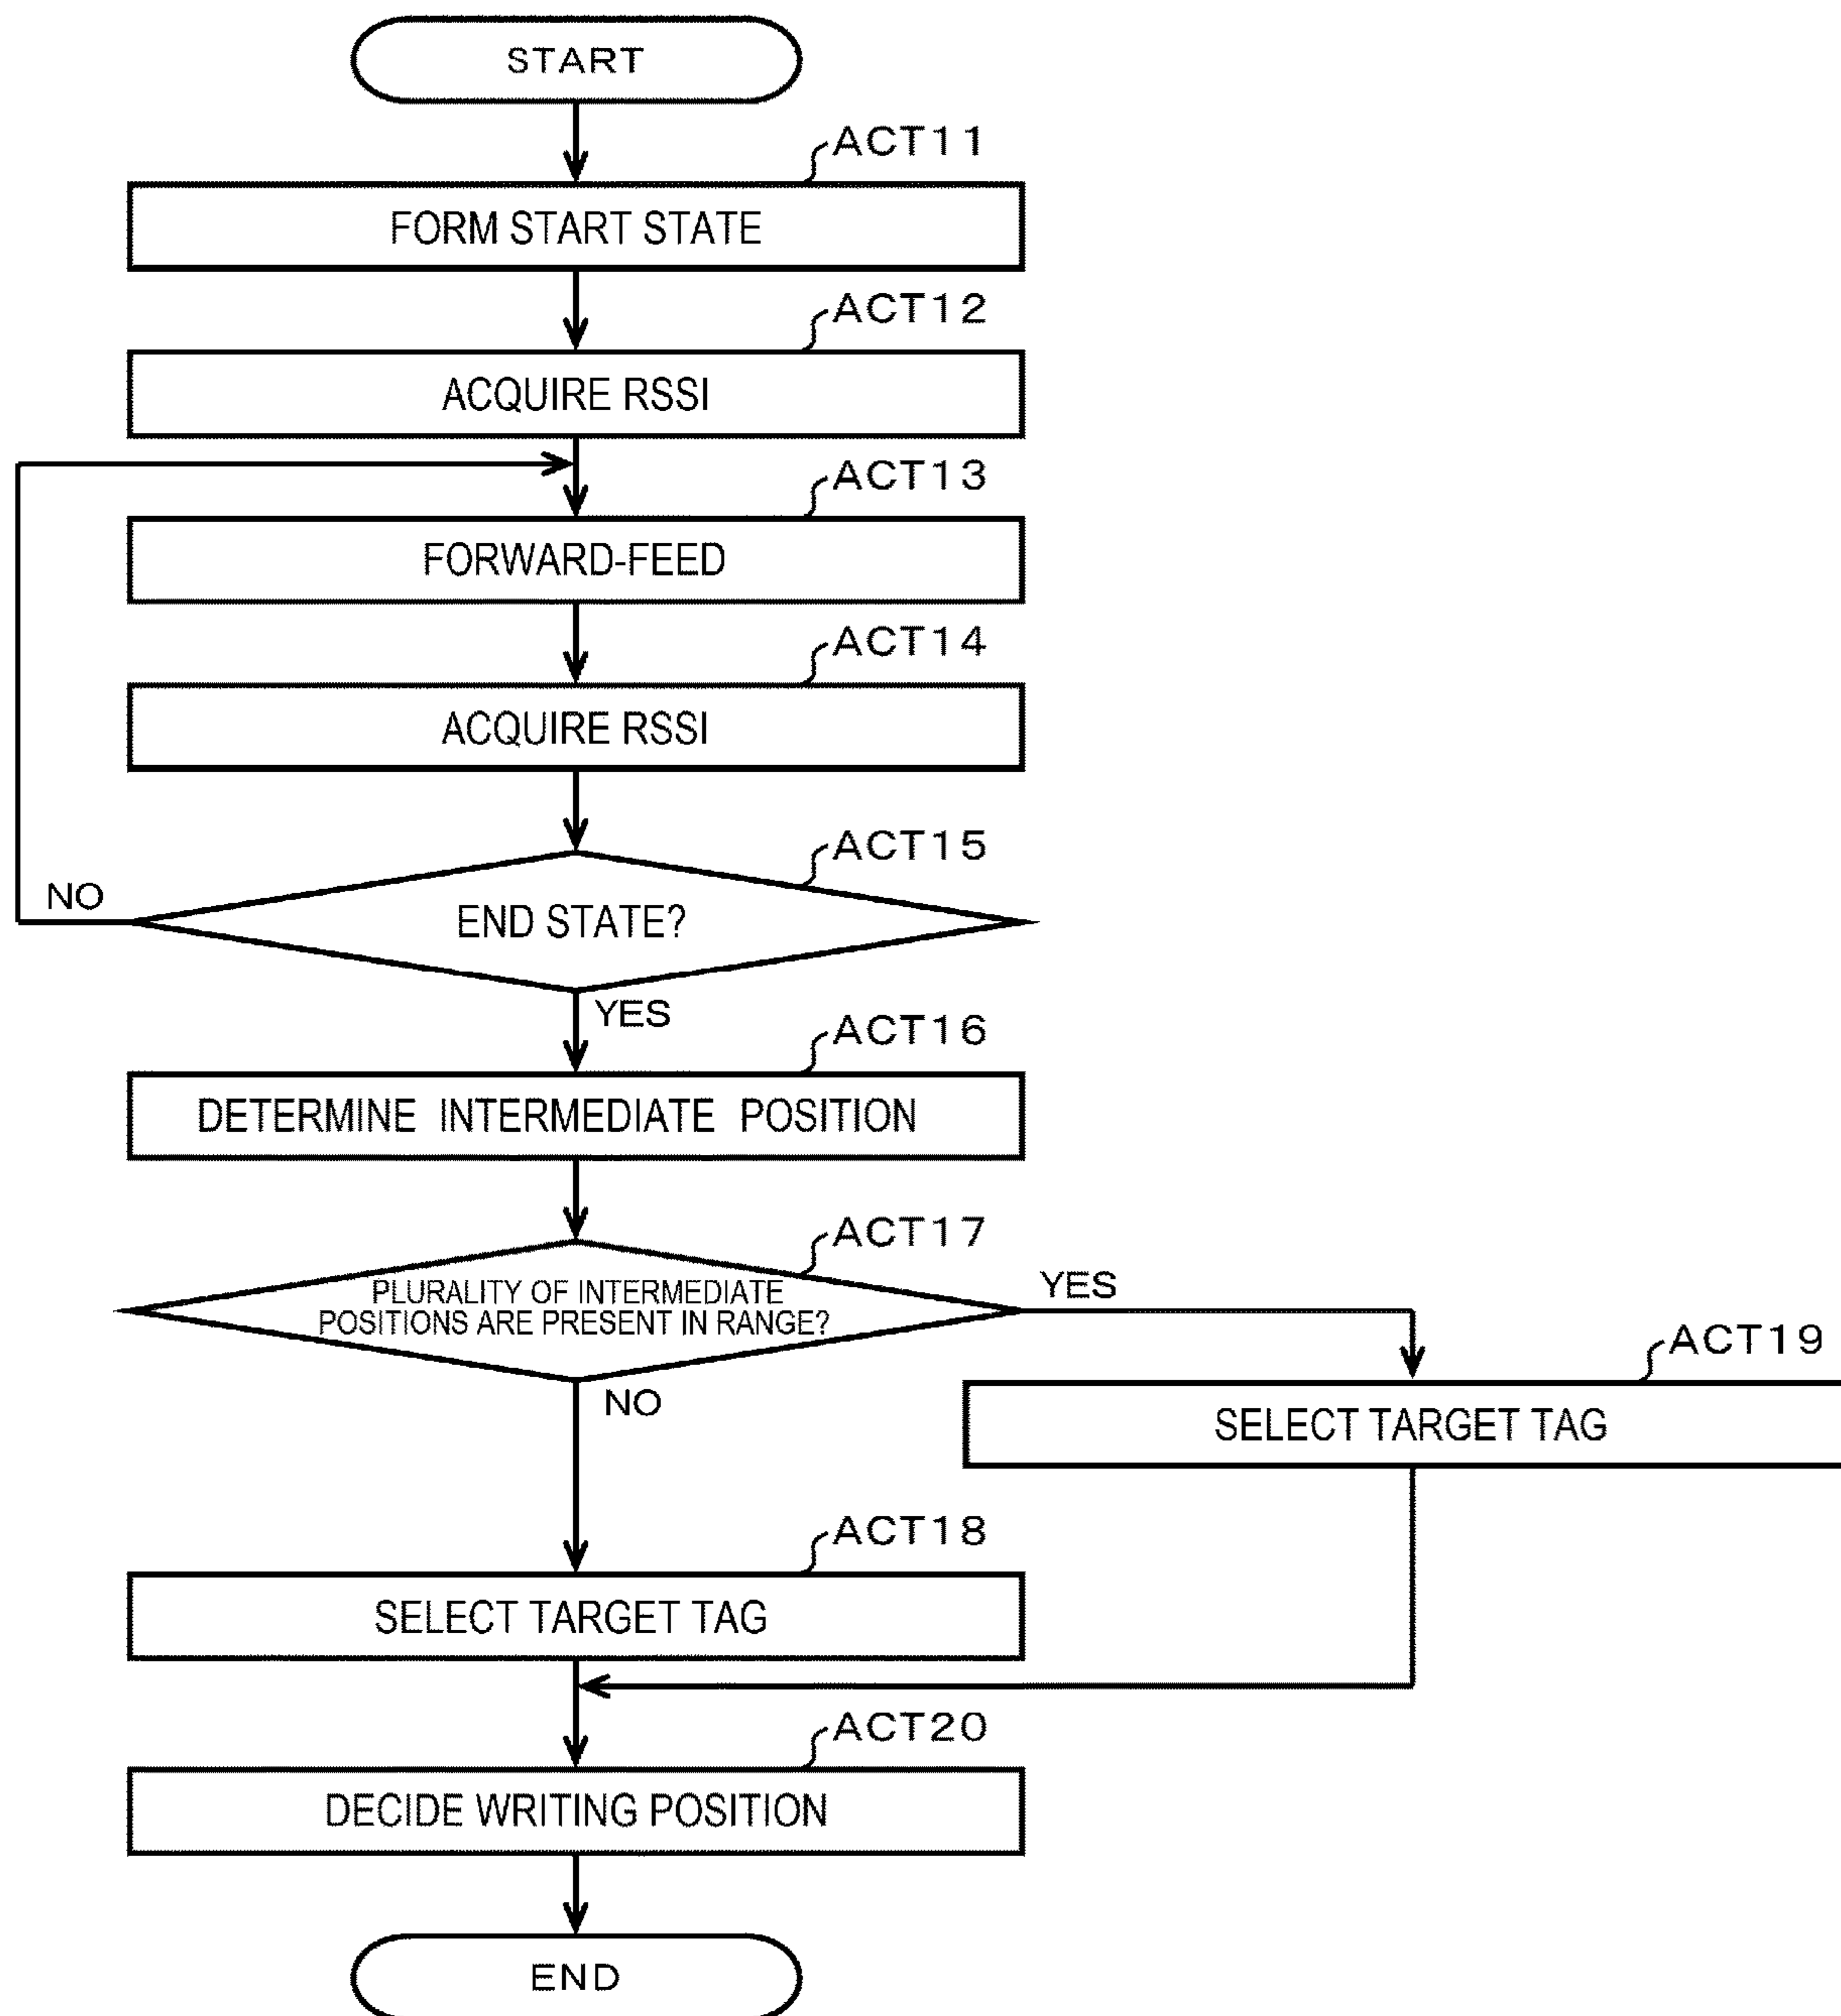 START
ACT11
FORM START STATE
ACT12
ACQUIRE RSSI
ACT13
FORWARD-FEED
ACT14
ACQUIRE RSSI
ACT15
NO
END STATE?
YES
ACT16
DETERMINE INTERMEDIATE POSITION
ACT17
PLURALITY OF INTERMEDIATE
POSITIONS ARE PRESENT IN RANGE?
YES
NO
ACT19
SELECT TARGET TAG
ACT18
SELECT TARGET TAG
ACT20
DECIDE WRITING POSITION
END